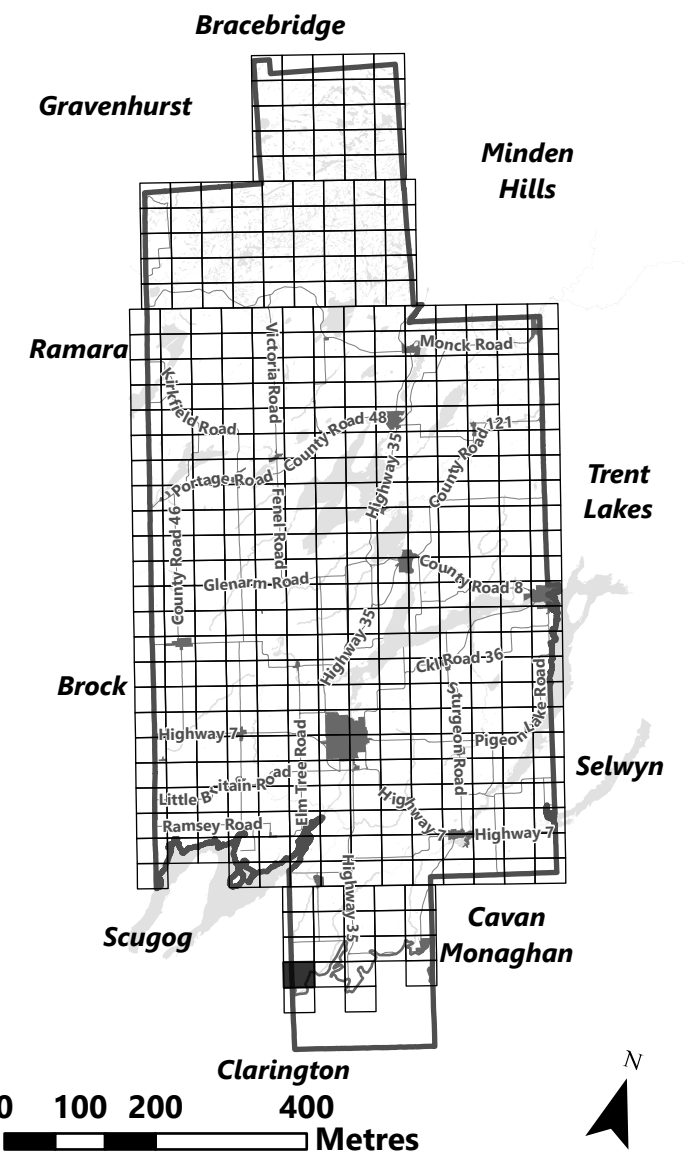 Bracebridge
Gravenhurst
Minden
Hills
Ramara
Monck Road
Victoria Road
Kirkfield Road
County Road 48
County Road 121
Highway 35
Portage Road
Trent
Lakes
Fenel Road
County Road 46
Glenarm Road
County Road 8
Highway 35
Ckl Road 36
Brock
Sturgeon Road
Pigeon Lake Road
Highway 7
Elm Tree Road
Selwyn
Little Britain Road
Highway 7
Ramsey Road
Highway 7
Highway 35
Scugog
Cavan
Monaghan
Clarington
N
0 100 200 400
Metres